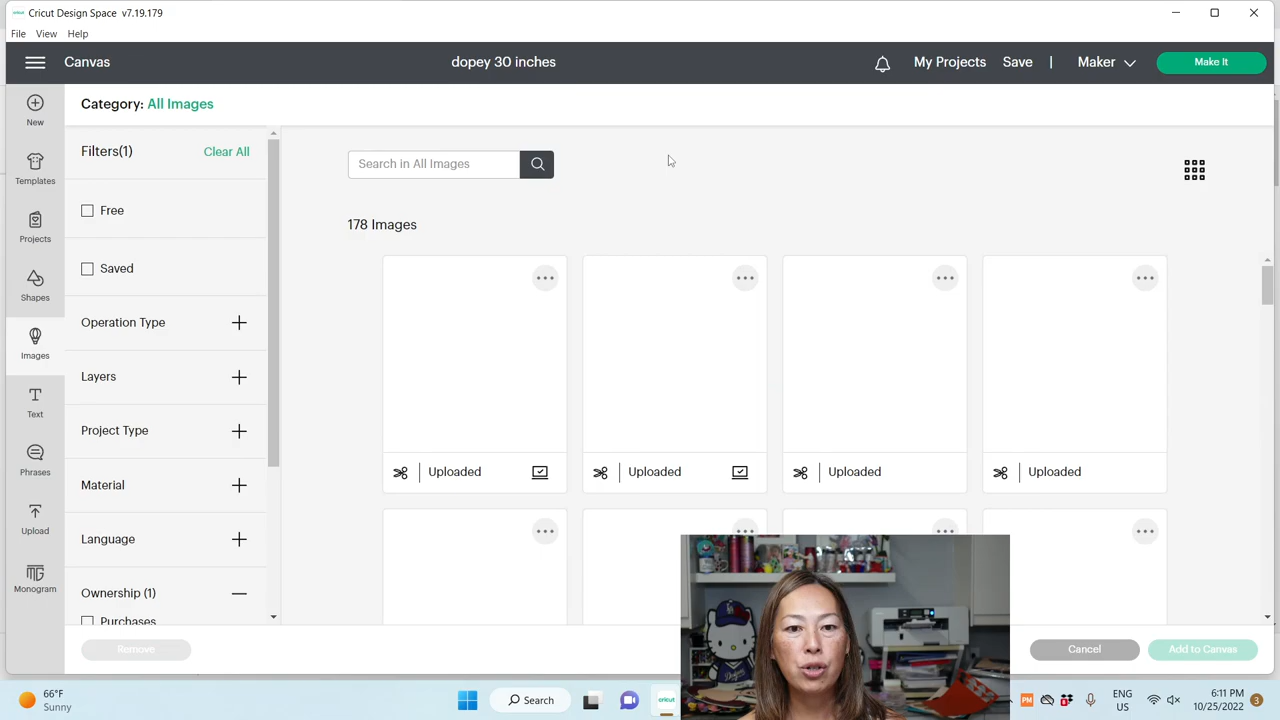 Cricut Design Space v7.19.179
File View Help
Canvas
dopey 30 inches
My Projects Save | Maker
Make It
New
Templates
Projects
Shapes
Images
Text
Phrases
Upload
Monogram
Category: All Images
Filters(1) Clear All
Free
Saved
Operation Type
Layers
Project Type
Material
Language
Ownership (1)
Purchases
Remove
Search in All Images
178 Images
Uploaded
Uploaded
Uploaded
Uploaded
Cancel
Add to Canvas
66°F
Sunny
Search
cricut
ENG
US
6:11 PM
10/25/2022
3